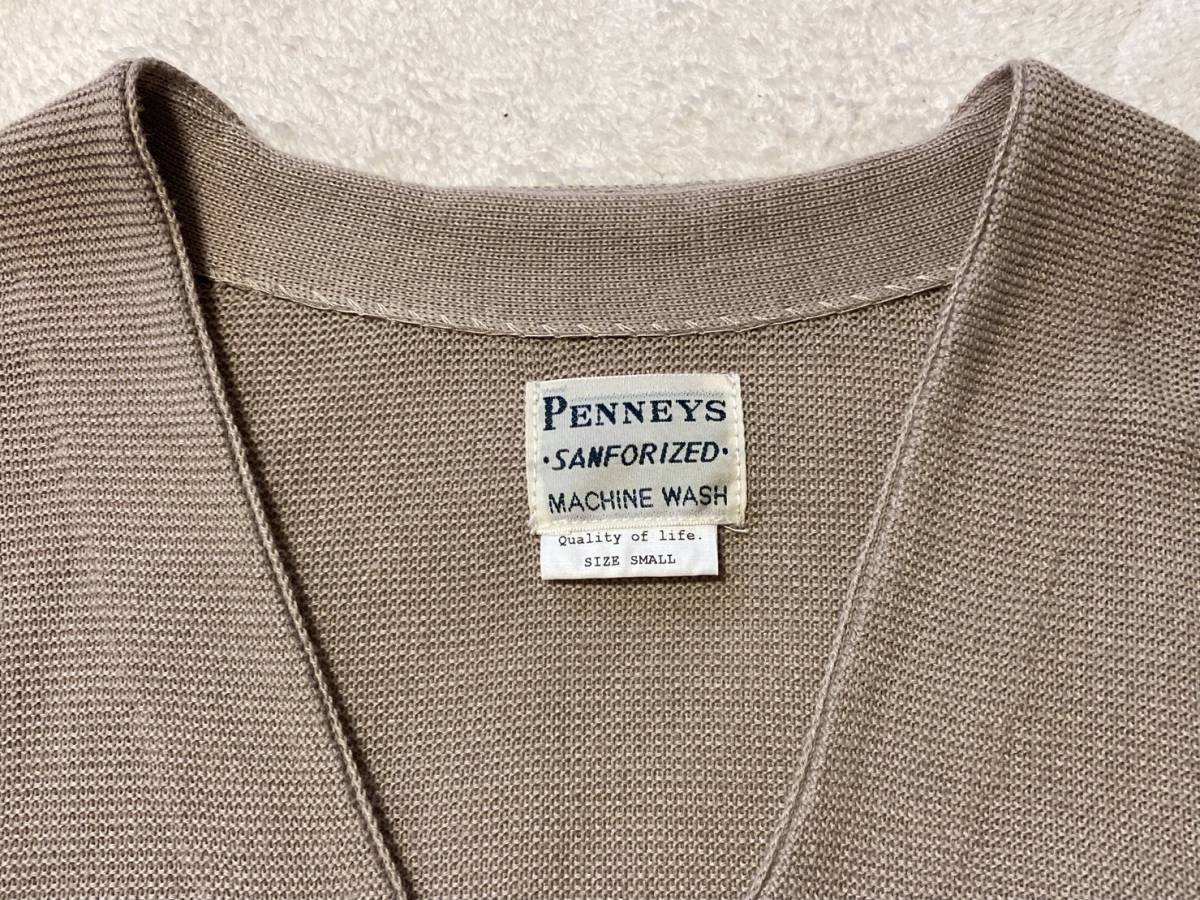 PENNEYS
·SANFORIZED·
MACHINE WASH
Quality of life.
SIZE SMALL